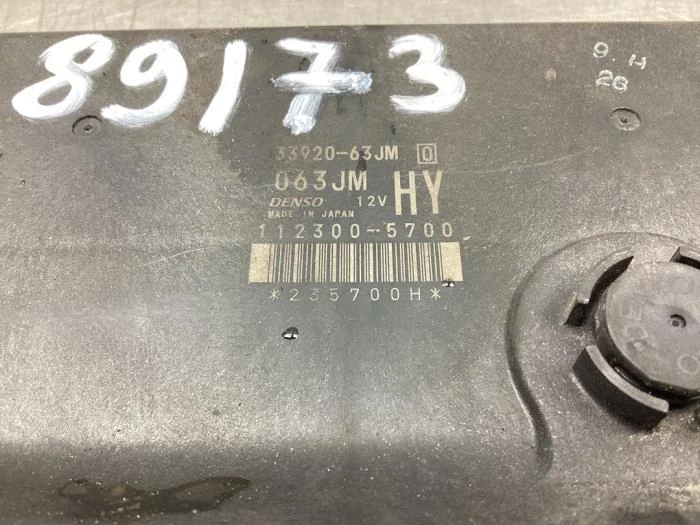 89173
9.H
26
33920-63JM 0
063JM HY
DENSO 12V
MADE IN JAPAN
112300-5700
*235700H*